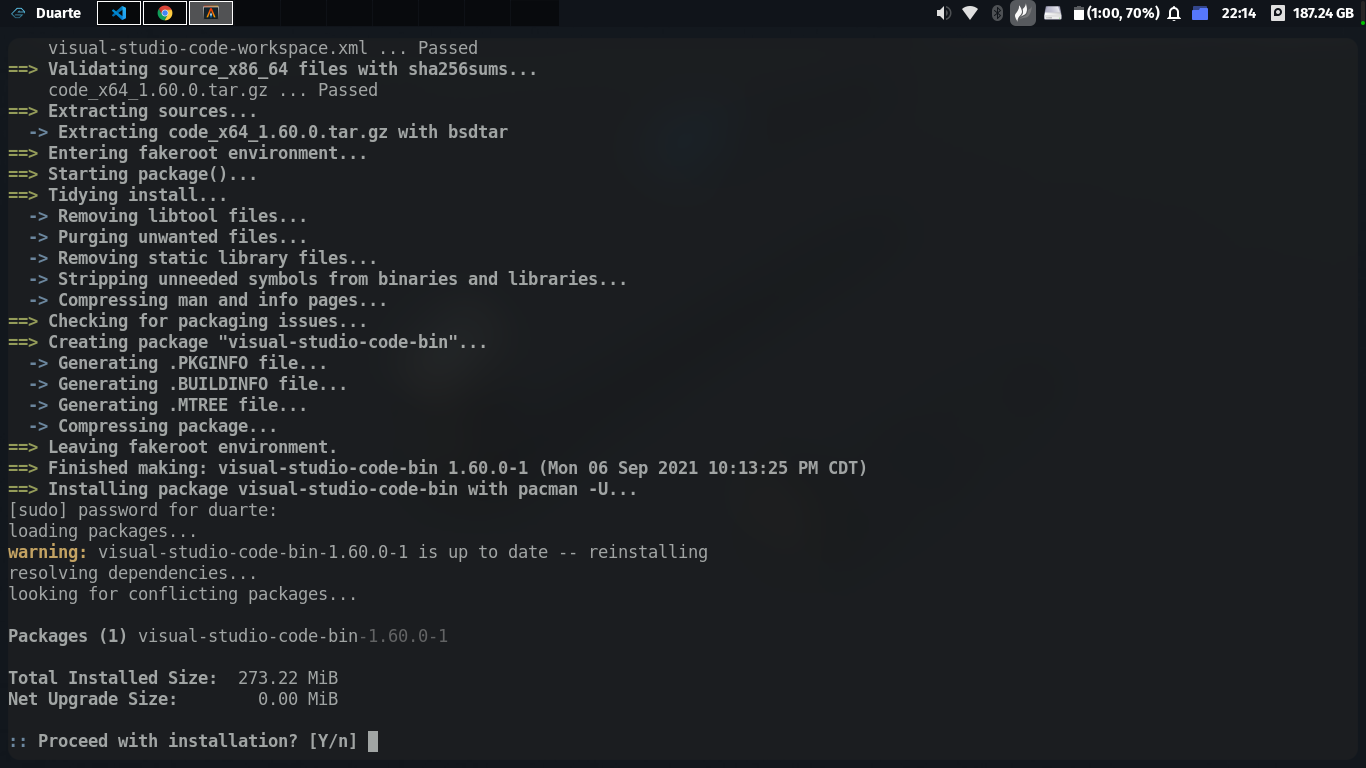 Duarte (1:00, 70%) 22:14 187.24 GB
visual-studio-code-workspace.xml ... Passed
==> Validating source_x86_64 files with sha256sums...
code_x64_1.60.0.tar.gz ... Passed
==> Extracting sources...
-> Extracting code_x64_1.60.0.tar.gz with bsdtar
==> Entering fakeroot environment...
==> Starting package()...
==> Tidying install...
-> Removing libtool files...
-> Purging unwanted files...
-> Removing static library files...
-> Stripping unneeded symbols from binaries and libraries...
-> Compressing man and info pages...
==> Checking for packaging issues...
==> Creating package "visual-studio-code-bin"...
-> Generating .PKGINFO file...
-> Generating .BUILDINFO file...
-> Generating .MTREE file...
-> Compressing package...
==> Leaving fakeroot environment.
==> Finished making: visual-studio-code-bin 1.60.0-1 (Mon 06 Sep 2021 10:13:25 PM CDT)
==> Installing package visual-studio-code-bin with pacman -U...
[sudo] password for duarte:
loading packages...
warning: visual-studio-code-bin-1.60.0-1 is up to date -- reinstalling
resolving dependencies...
looking for conflicting packages...
Packages (1) visual-studio-code-bin-1.60.0-1
Total Installed Size: 273.22 MiB
Net Upgrade Size: 0.00 MiB
:: Proceed with installation? [Y/n]